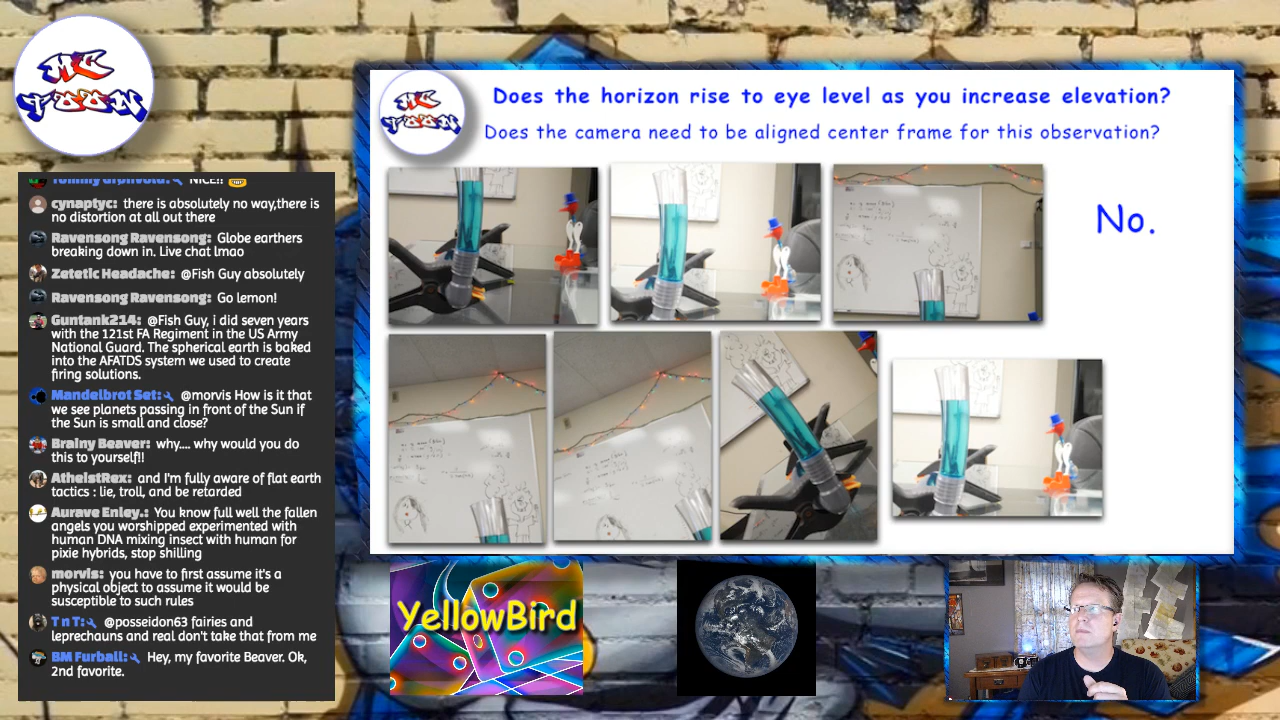 MC
TOON
MC
TOON
Does the horizon rise to eye level as you increase elevation?
Does the camera need to be aligned center frame for this observation?
No.
Tommy Grønvold: NICE!!
cynaptyc: there is absolutely no way,there is
no distortion at all out there
Ravensong Ravensong: Globe earthers
breaking down in. Live chat lmao
Zetetic Headache: @Fish Guy absolutely
Ravensong Ravensong: Go lemon!
Guntank214: @Fish Guy, i did seven years
with the 121st FA Regiment in the US Army
National Guard. The spherical earth is baked
into the AFATDS system we used to create
firing solutions.
Mandelbrot Set: @morvis How is it that
we see planets passing in front of the Sun if
the Sun is small and close?
Brainy Beaver: why.... why would you do
this to yourself!!
AtheistRex: and I'm fully aware of flat earth
tactics : lie, troll, and be retarded
Aurave Enley.: You know full well the fallen
angels you worshipped experimented with
human DNA mixing insect with human for
pixie hybrids, stop shilling
morvis: you have to first assume it's a
physical object to assume it would be
susceptible to such rules
T n T: @posseidon63 fairies and
leprechauns and real don't take that from me
BM Furball: Hey, my favorite Beaver. Ok,
2nd favorite.
YellowBird